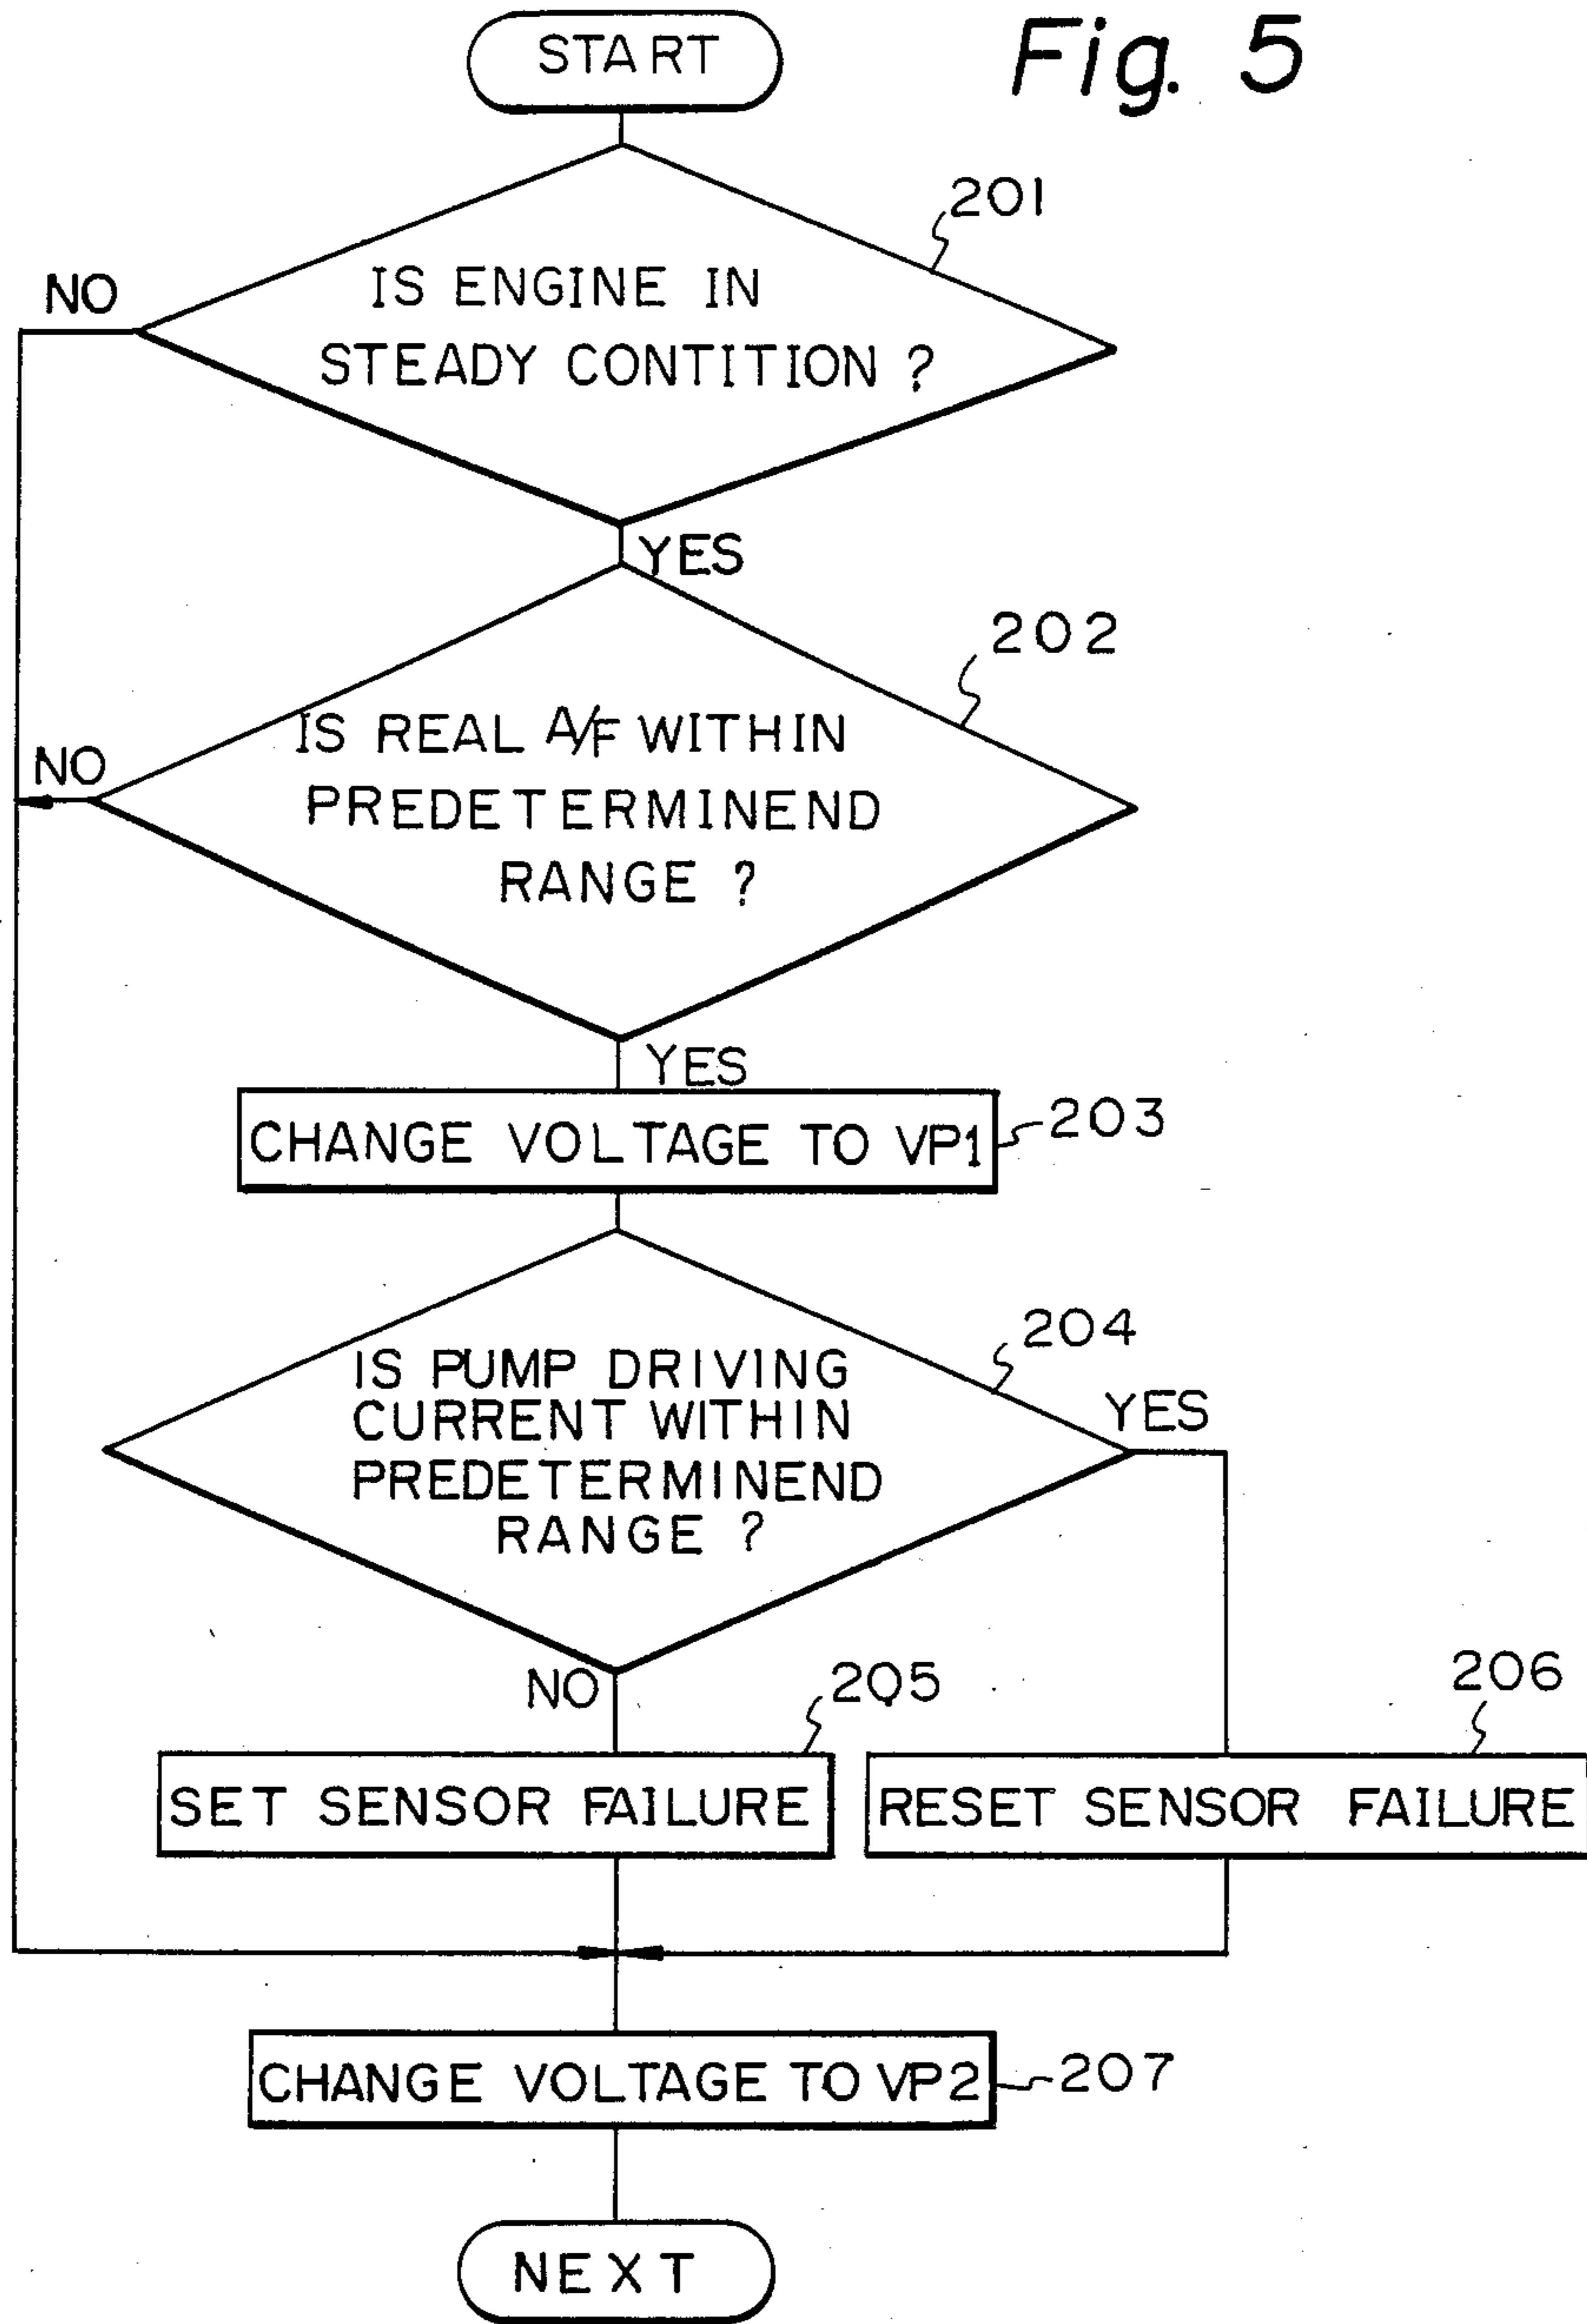 Fig. 5
START
201
NO
IS ENGINE IN
STEADY CONTITION ?
YES
202
NO
IS REAL A/F WITHIN
PREDETERMINEND
RANGE ?
YES
CHANGE VOLTAGE TO VP1
203
204
IS PUMP DRIVING
CURRENT WITHIN
PREDETERMINEND
RANGE ?
YES
NO
205
206
SET SENSOR FAILURE
RESET SENSOR FAILURE
CHANGE VOLTAGE TO VP2
207
NEXT